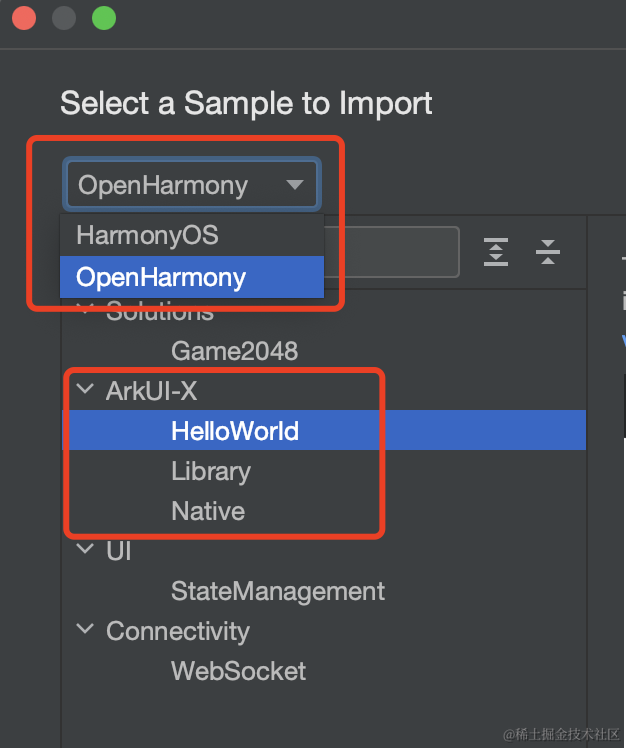 Select a Sample to Import
OpenHarmony
HarmonyOS
OpenHarmony
Solutions
Game2048
ArkUI-X
HelloWorld
Library
Native
UI
StateManagement
Connectivity
WebSocket
@稀土掘金技术社区